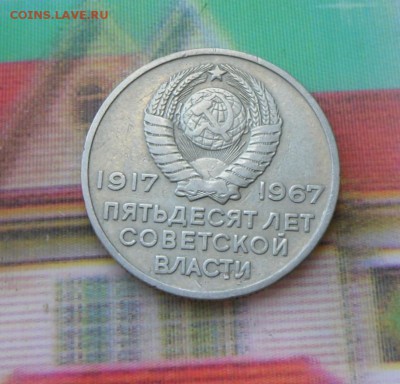 COINS.LAVE.RU
1917 1967
ПЯТЬДЕСЯТ ЛЕТ
СОВЕТСКОЙ
ВЛАСТИ